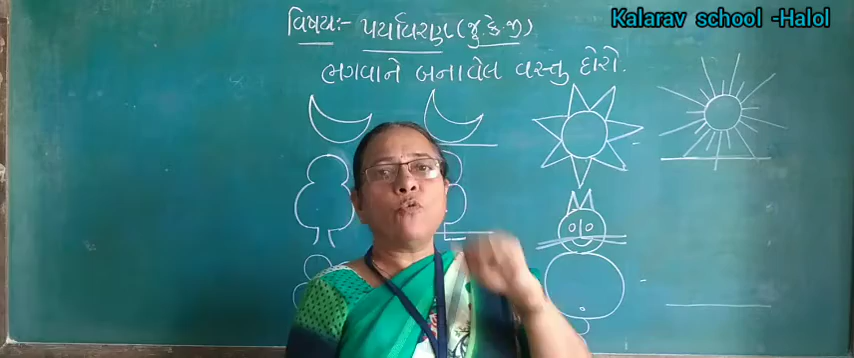 Kalarav school -Halol
વિષય:- પર્યાવરણ (જુ.કે.જી)
ભગવાને બનાવેલ વસ્તુ દોરો.